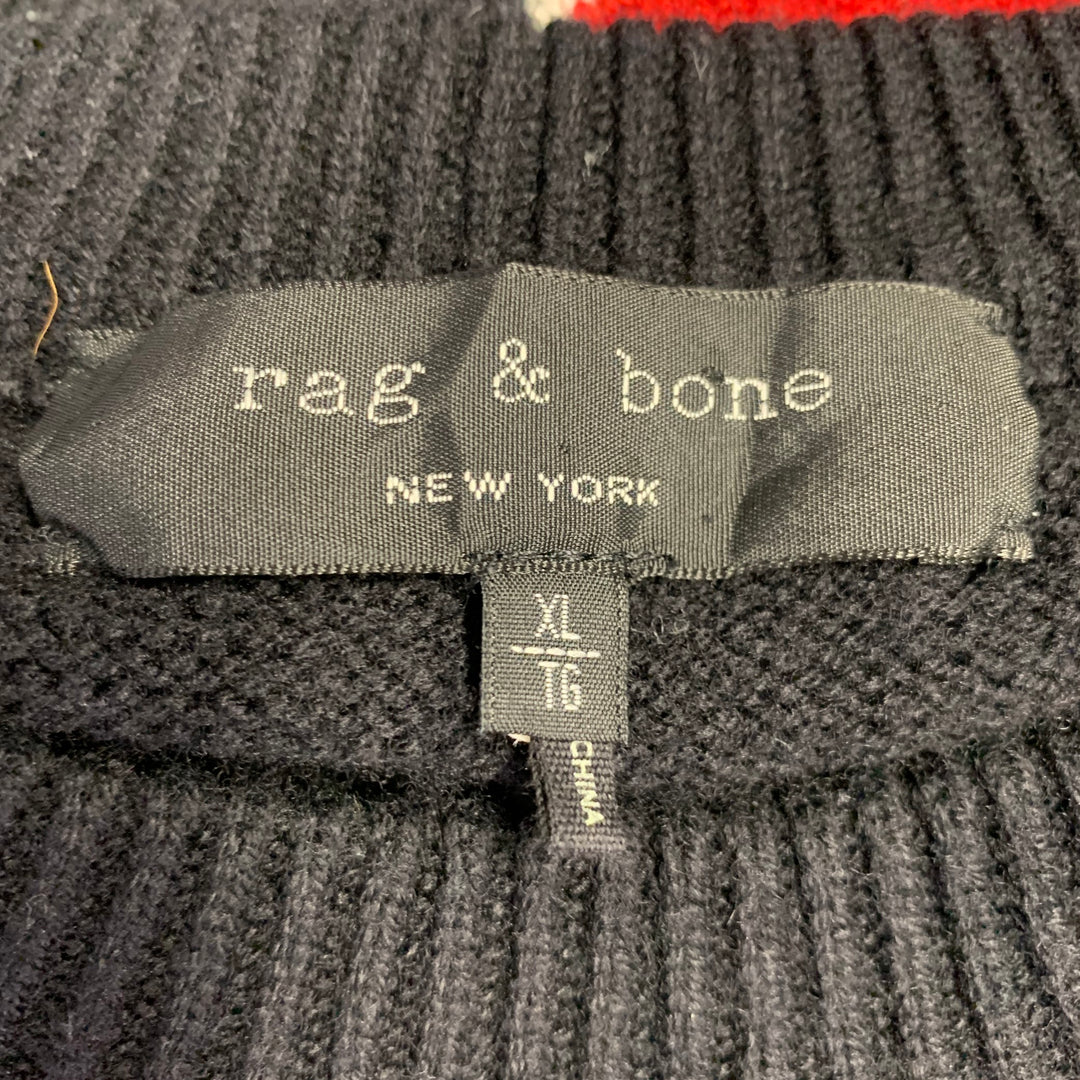 rag & bone
NEW YORK
XL
TG
CHINA